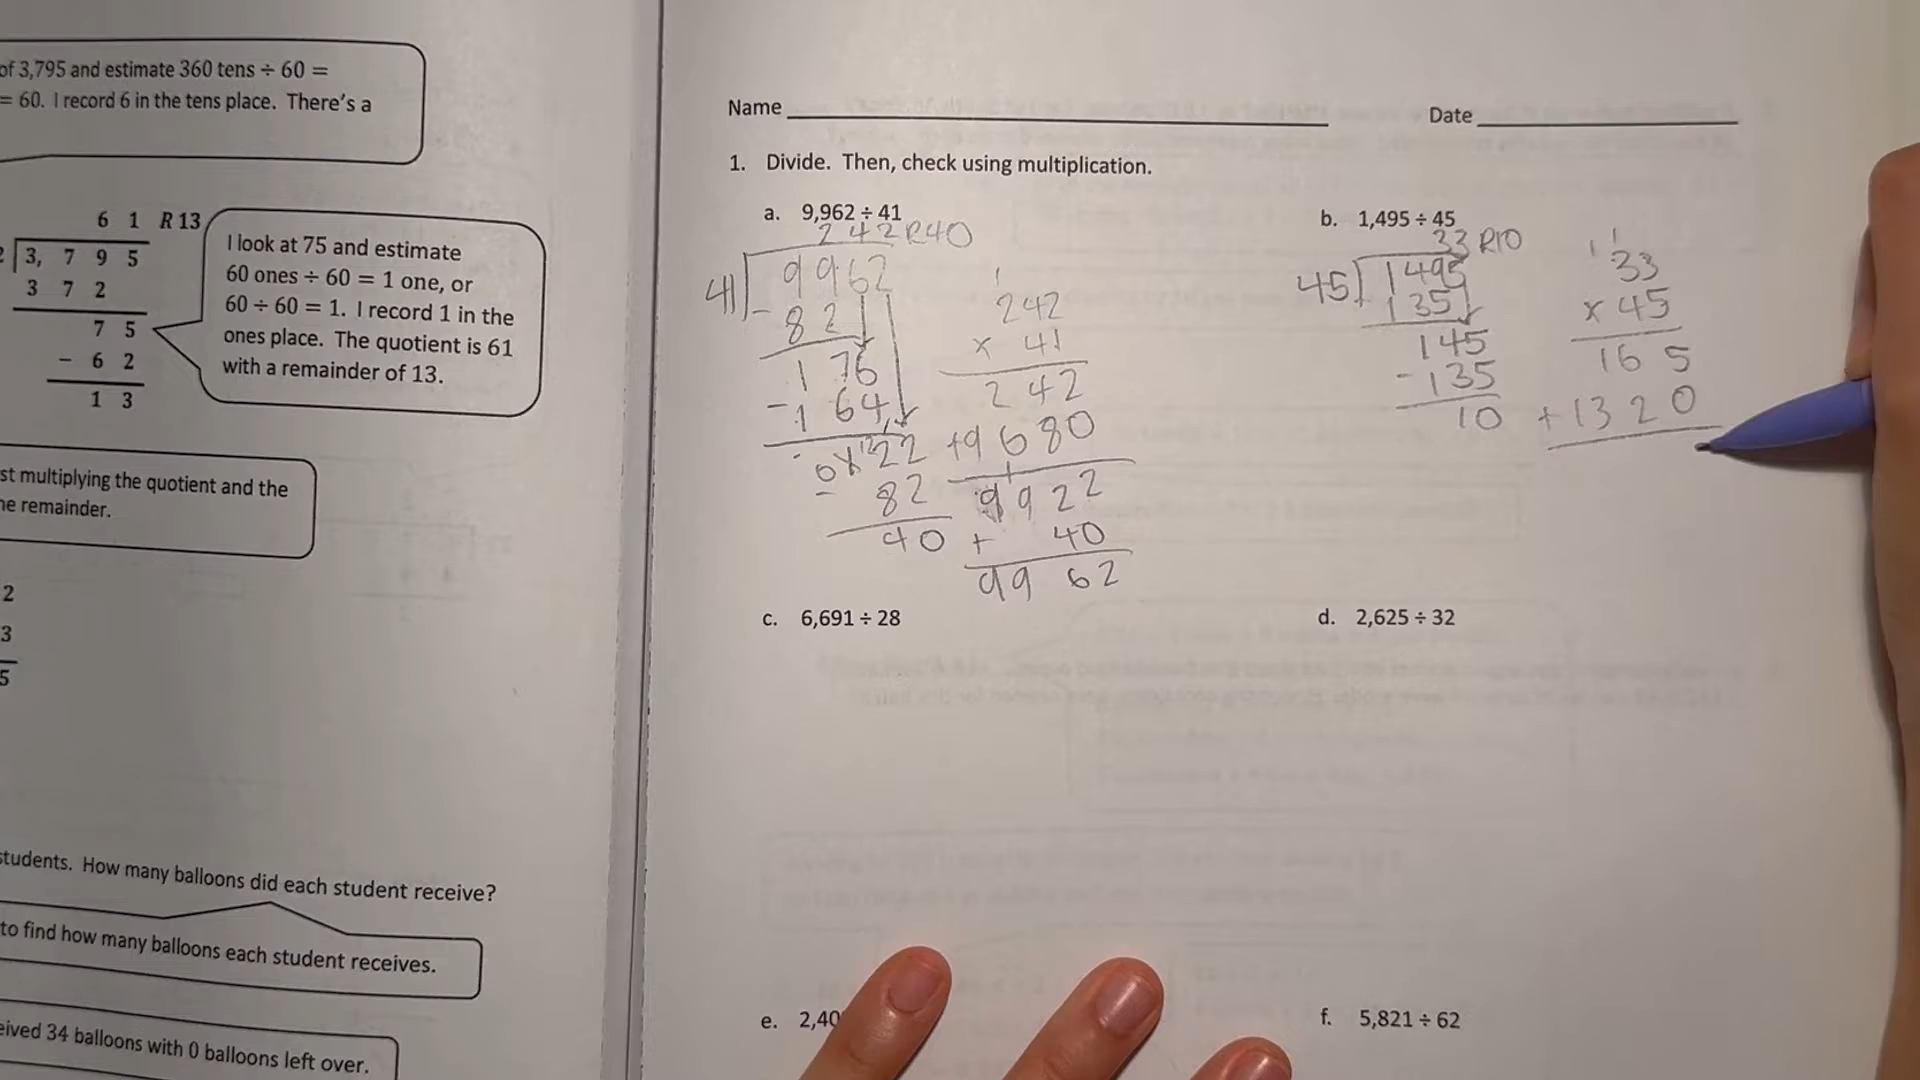 of 3,795 and estimate 360 tens ÷ 60 =
= 60. I record 6 in the tens place. There's a
6 1 R 13
2 3, 7 9 5
3 7 2
7 5
− 6 2
1 3
I look at 75 and estimate
60 ones ÷ 60 = 1 one, or
60 ÷ 60 = 1. I record 1 in the
ones place. The quotient is 61
with a remainder of 13.
st multiplying the quotient and the
he remainder.
2
3
5
students. How many balloons did each student receive?
to find how many balloons each student receives.
eived 34 balloons with 0 balloons left over.
Name
Date
1. Divide. Then, check using multiplication.
a. 9,962 ÷ 41
242 R40
41 9962
− 82
176
− 164
122
− 82
40
1
242
x 41
242
+9680
1
9922
+ 40
9962
b. 1,495 ÷ 45
33 R10
45 1495
135
145
− 135
10
1 1
33
x 45
165
+ 1320
c. 6,691 ÷ 28
d. 2,625 ÷ 32
e. 2,40
f. 5,821 ÷ 62